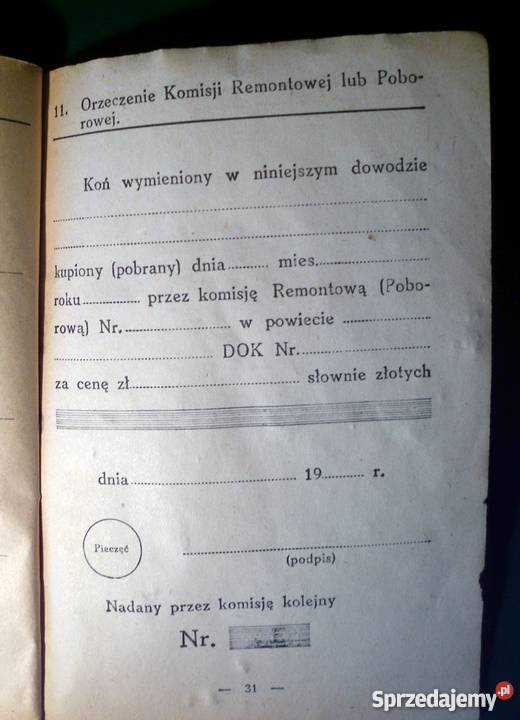 11. Orzeczenie Komisji Remontowej lub Pobo-
rowej.
Koń wymieniony w niniejszym dowodzie
kupiony (pobrany) dnia.......... mies.......................
roku............... przez komisję Remontową (Pobo-
rową) Nr........................... w powiecie ......................
........................................ DOK Nr..................................
za cenę zł........................................... słownie złotych
dnia.......................................... 19........... r.
Pieczęć
(podpis)
Nadany przez komisję kolejny
Nr.
— 31 —
Sprzedajemy.pl